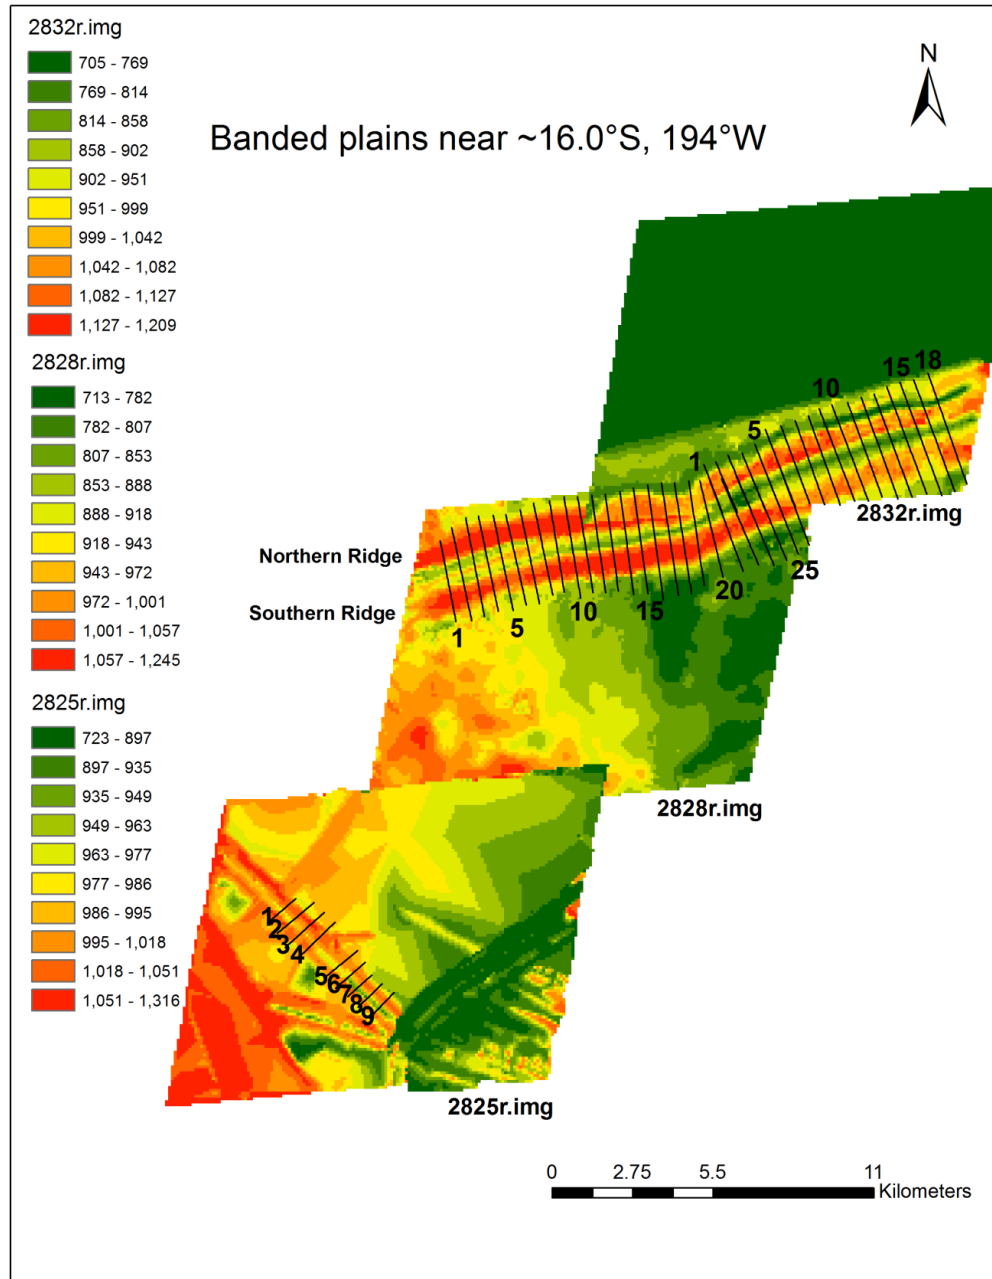 2832r.img
705 - 769
769 - 814
814 - 858
858 - 902
902 - 951
951 - 999
999 - 1,042
1,042 - 1,082
1,082 - 1,127
1,127 - 1,209
2828r.img
713 - 782
782 - 807
807 - 853
853 - 888
888 - 918
918 - 943
943 - 972
972 - 1,001
1,001 - 1,057
1,057 - 1,245
2825r.img
723 - 897
897 - 935
935 - 949
949 - 963
963 - 977
977 - 986
986 - 995
995 - 1,018
1,018 - 1,051
1,051 - 1,316
N
Banded plains near ~16.0°S, 194°W
15 18
10
5
1
2832r.img
Northern Ridge
Southern Ridge
25
20
15
10
5
1
2828r.img
1
2
3
4
5
6
7
8
9
2825r.img
0 2.75 5.5 11
Kilometers